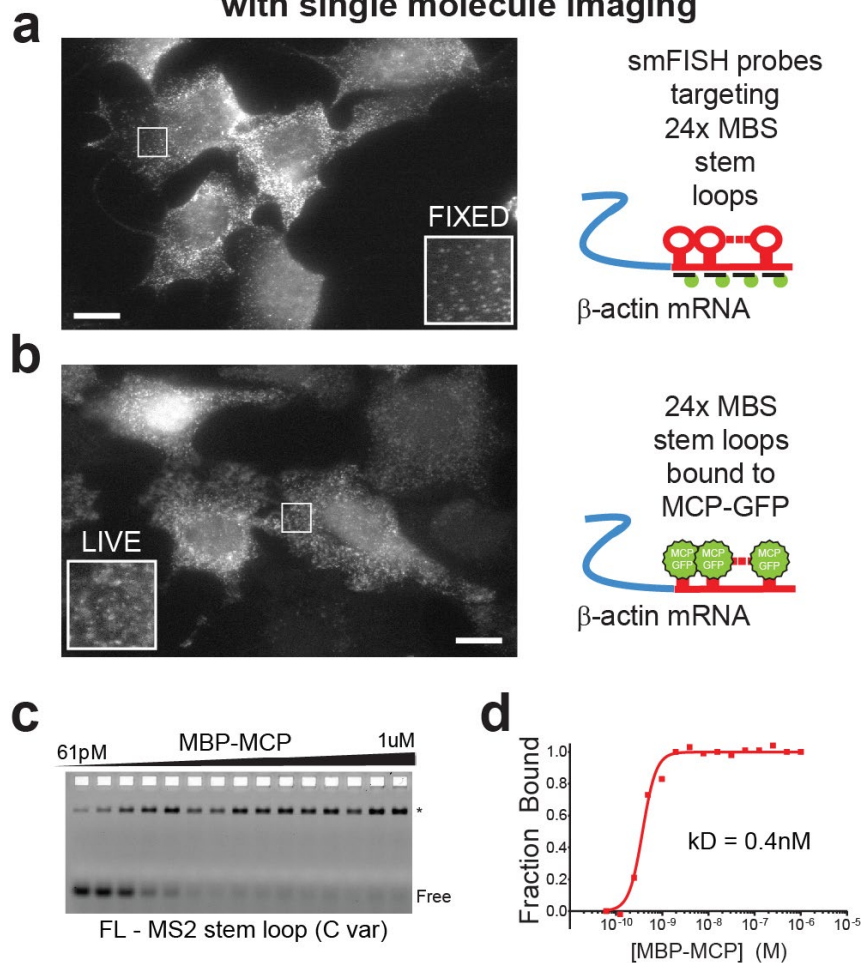 with single molecule imaging
a
FIXED
smFISH probes
targeting
24x MBS
stem
loops
β-actin mRNA
b
LIVE
24x MBS
stem loops
bound to
MCP-GFP
MCP MCP MCP
GFP GFP GFP
β-actin mRNA
c
61pM MBP-MCP 1uM
*
Free
FL - MS2 stem loop (C var)
d
Fraction Bound
1.0
0.8
0.6
0.4
0.2
0.0
kD = 0.4nM
10-10 10-9 10-8 10-7 10-6 10-5
[MBP-MCP] (M)